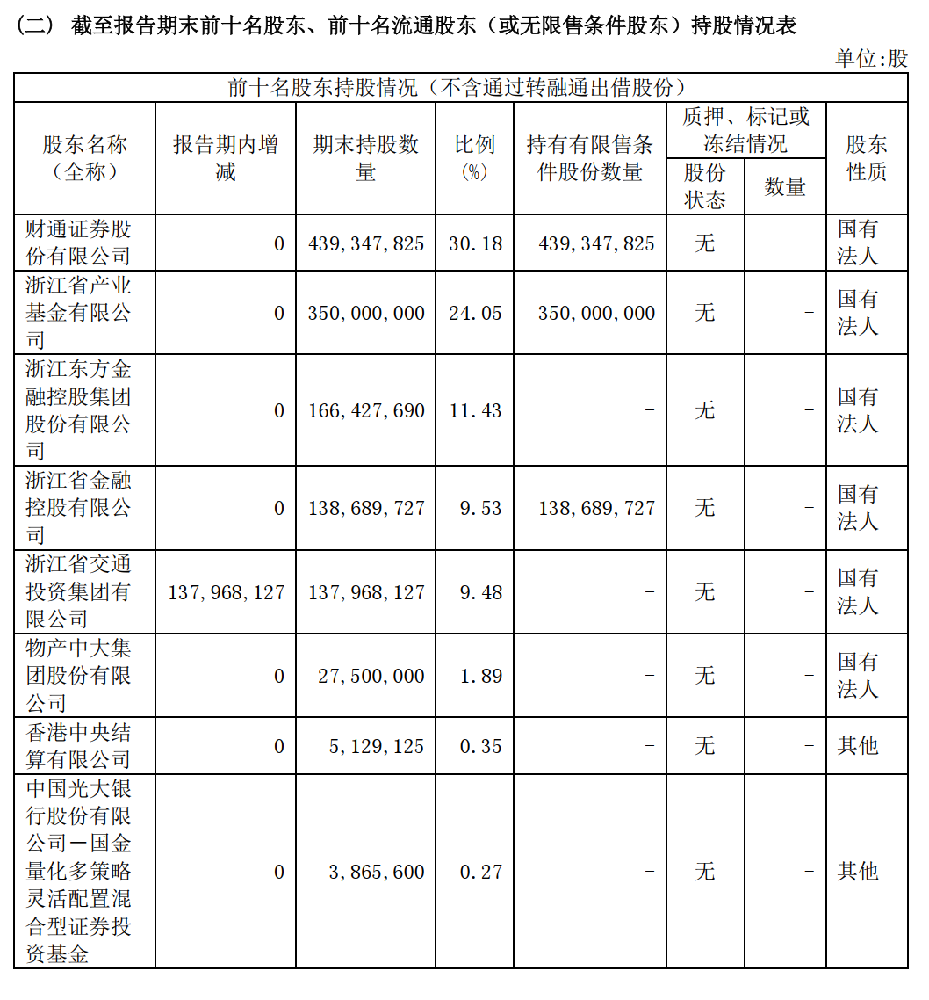 (二) 截至报告期末前十名股东、前十名流通股东（或无限售条件股东）持股情况表
单位:股
前十名股东持股情况（不含通过转融通出借股份）
股东名称
（全称）
报告期内增
减
期末持股数
量
比例
(%)
持有有限售条
件股份数量
质押、标记或
冻结情况
股份
状态
数量
股东
性质
财通证券股
份有限公司
0
439,347,825
30.18
439,347,825
无
-
国有
法人
浙江省产业
基金有限公
司
0
350,000,000
24.05
350,000,000
无
-
国有
法人
浙江东方金
融控股集团
股份有限公
司
0
166,427,690
11.43
-
无
-
国有
法人
浙江省金融
控股有限公
司
0
138,689,727
9.53
138,689,727
无
-
国有
法人
浙江省交通
投资集团有
限公司
137,968,127
137,968,127
9.48
-
无
-
国有
法人
物产中大集
团股份有限
公司
0
27,500,000
1.89
-
无
-
国有
法人
香港中央结
算有限公司
0
5,129,125
0.35
-
无
-
其他
中国光大银
行股份有限
公司－国金
量化多策略
灵活配置混
合型证券投
资基金
0
3,865,600
0.27
-
无
-
其他